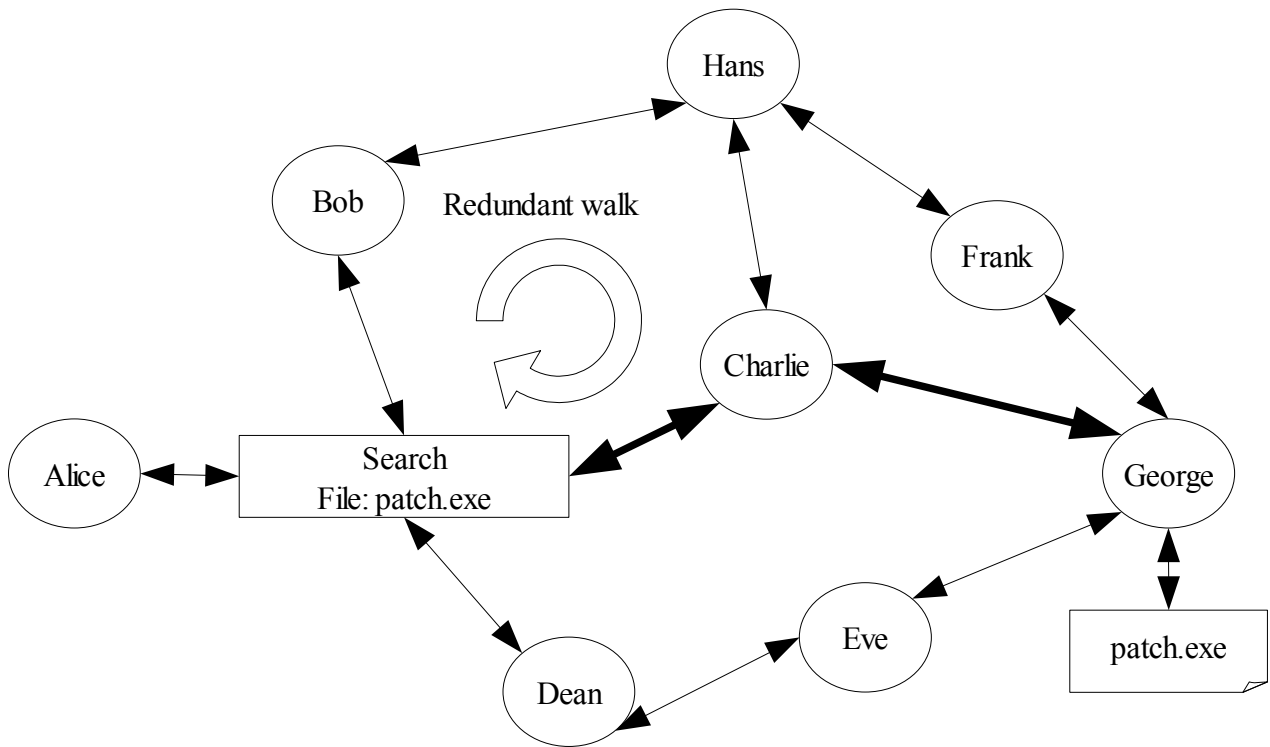 Hans
Bob
Redundant walk
Frank
Charlie
Search
File: patch.exe
Alice
George
Eve
patch.exe
Dean